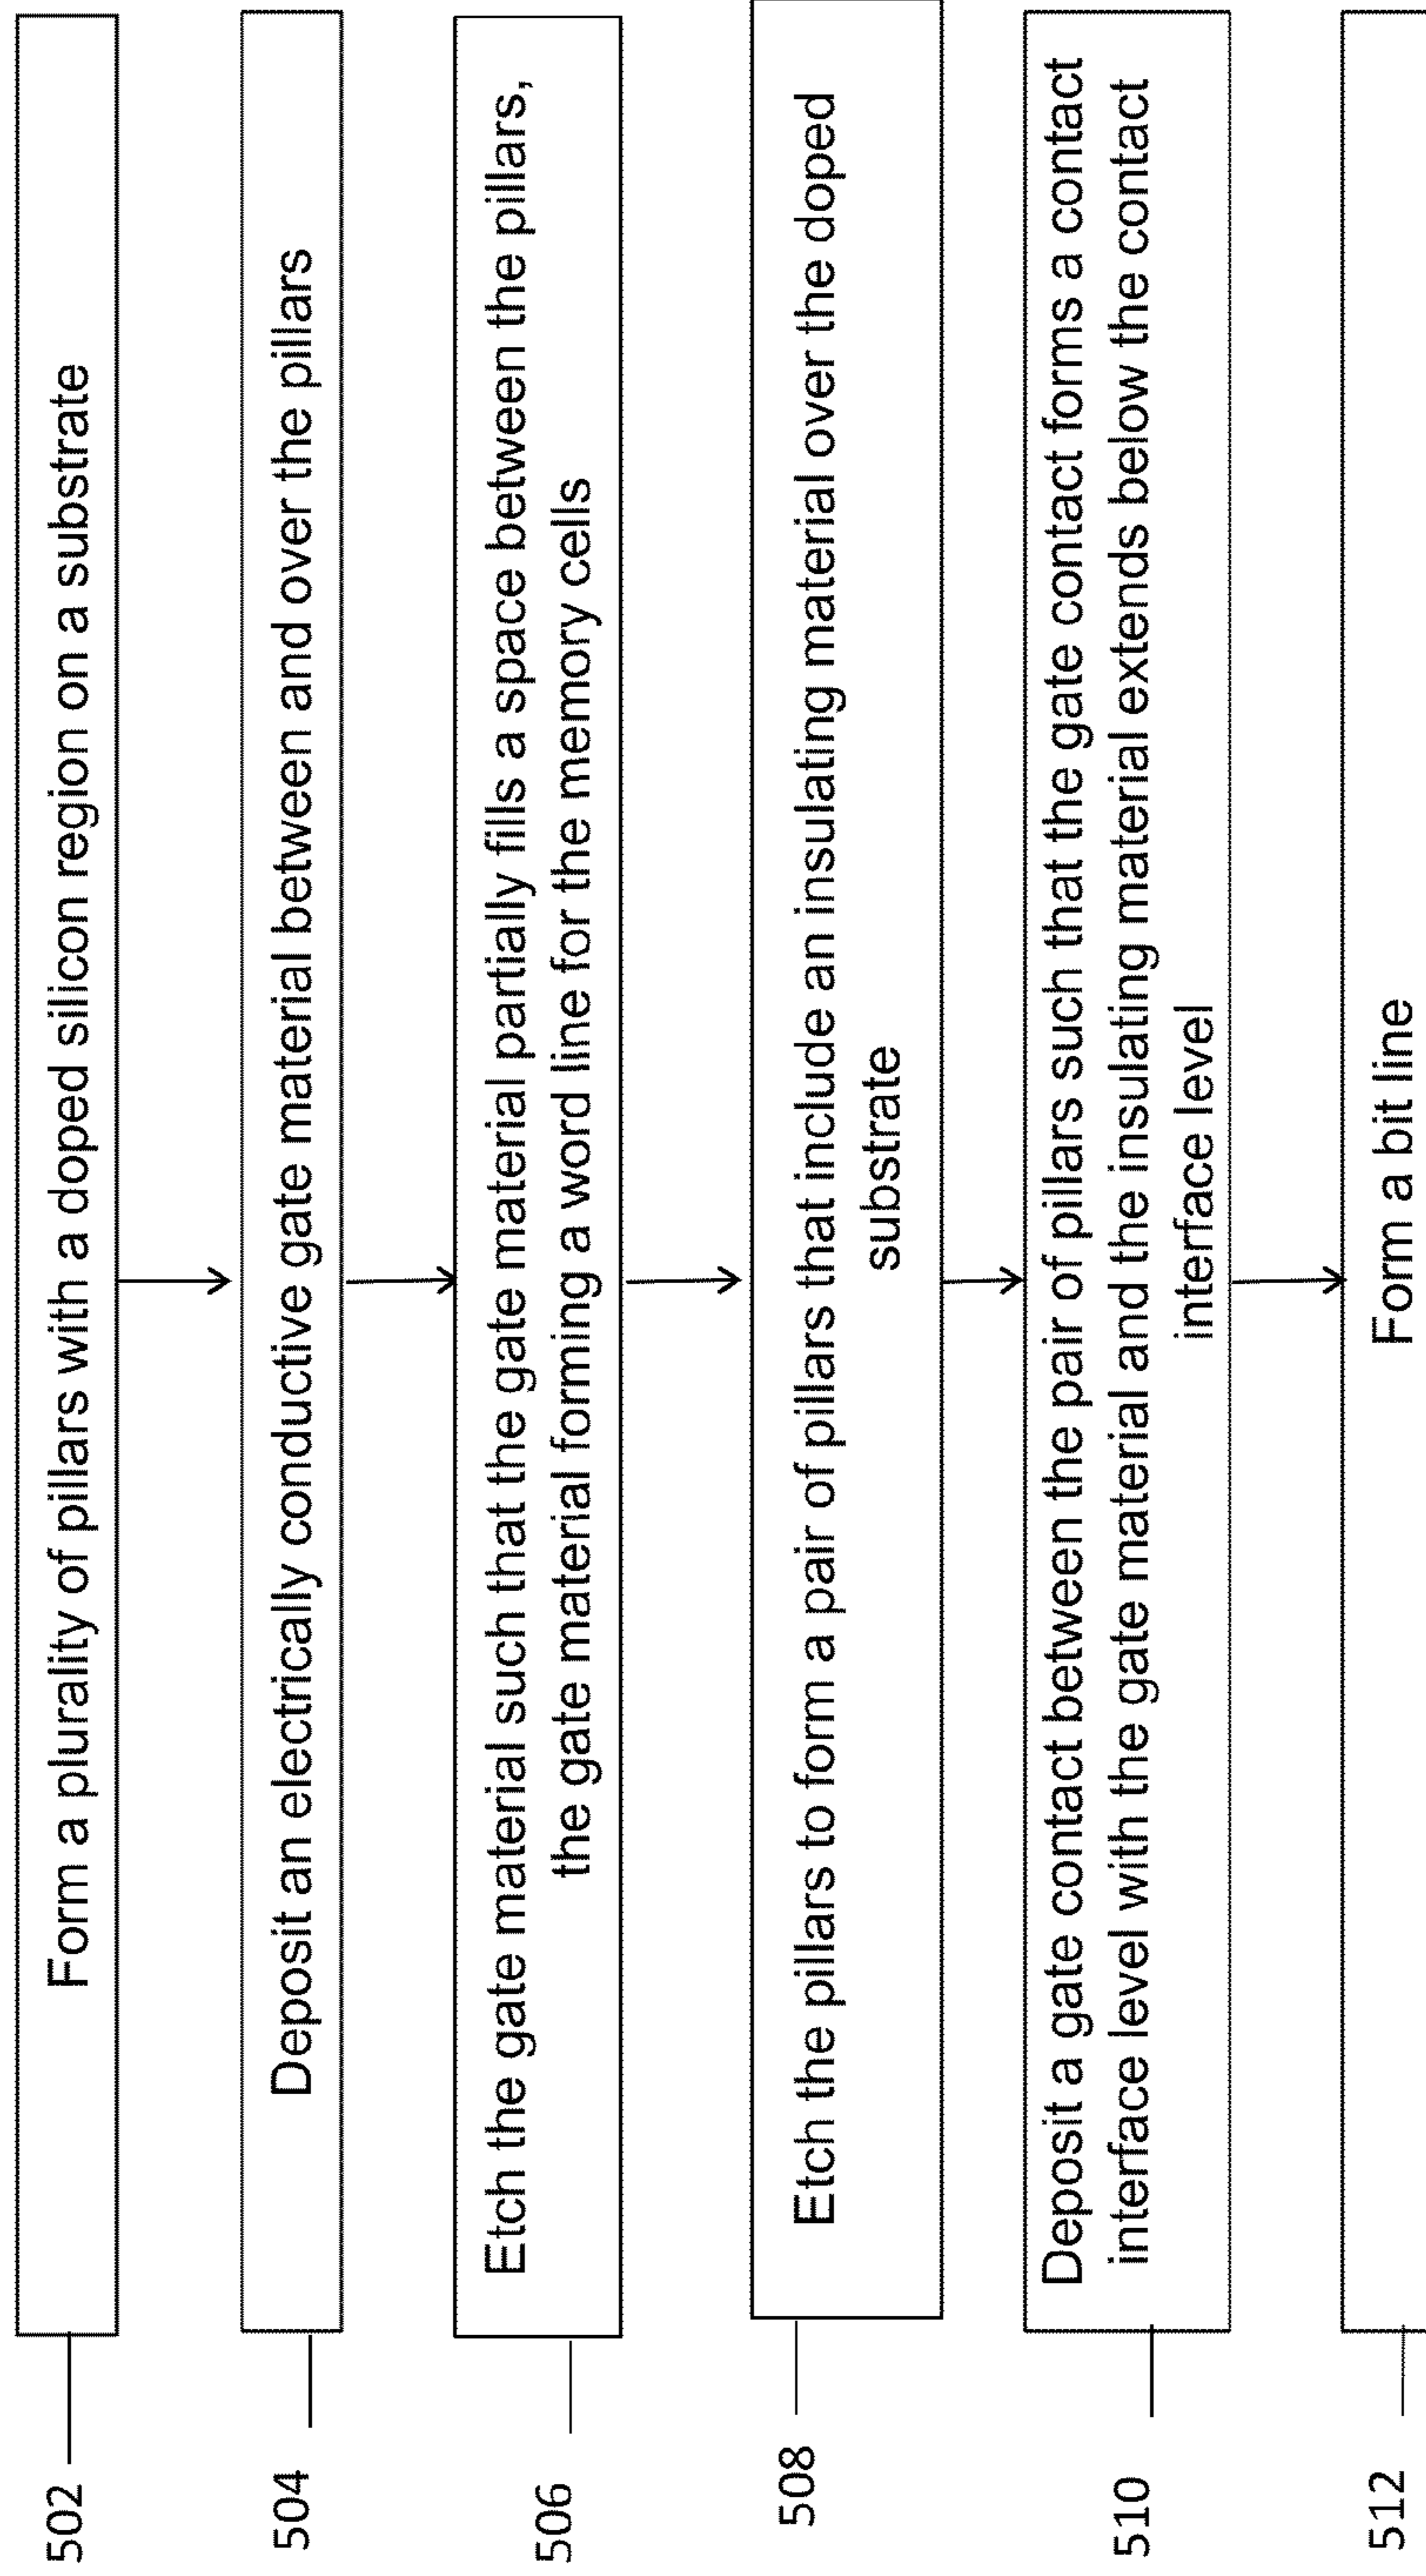 502
Form a plurality of pillars with a doped silicon region on a substrate
504
Deposit an electrically conductive gate material between and over the pillars
506
Etch the gate material such that the gate material partially fills a space between the pillars,
the gate material forming a word line for the memory cells
508
Etch the pillars to form a pair of pillars that include an insulating material over the doped
substrate
510
Deposit a gate contact between the pair of pillars such that the gate contact forms a contact
interface level with the gate material and the insulating material extends below the contact
interface level
512
Form a bit line